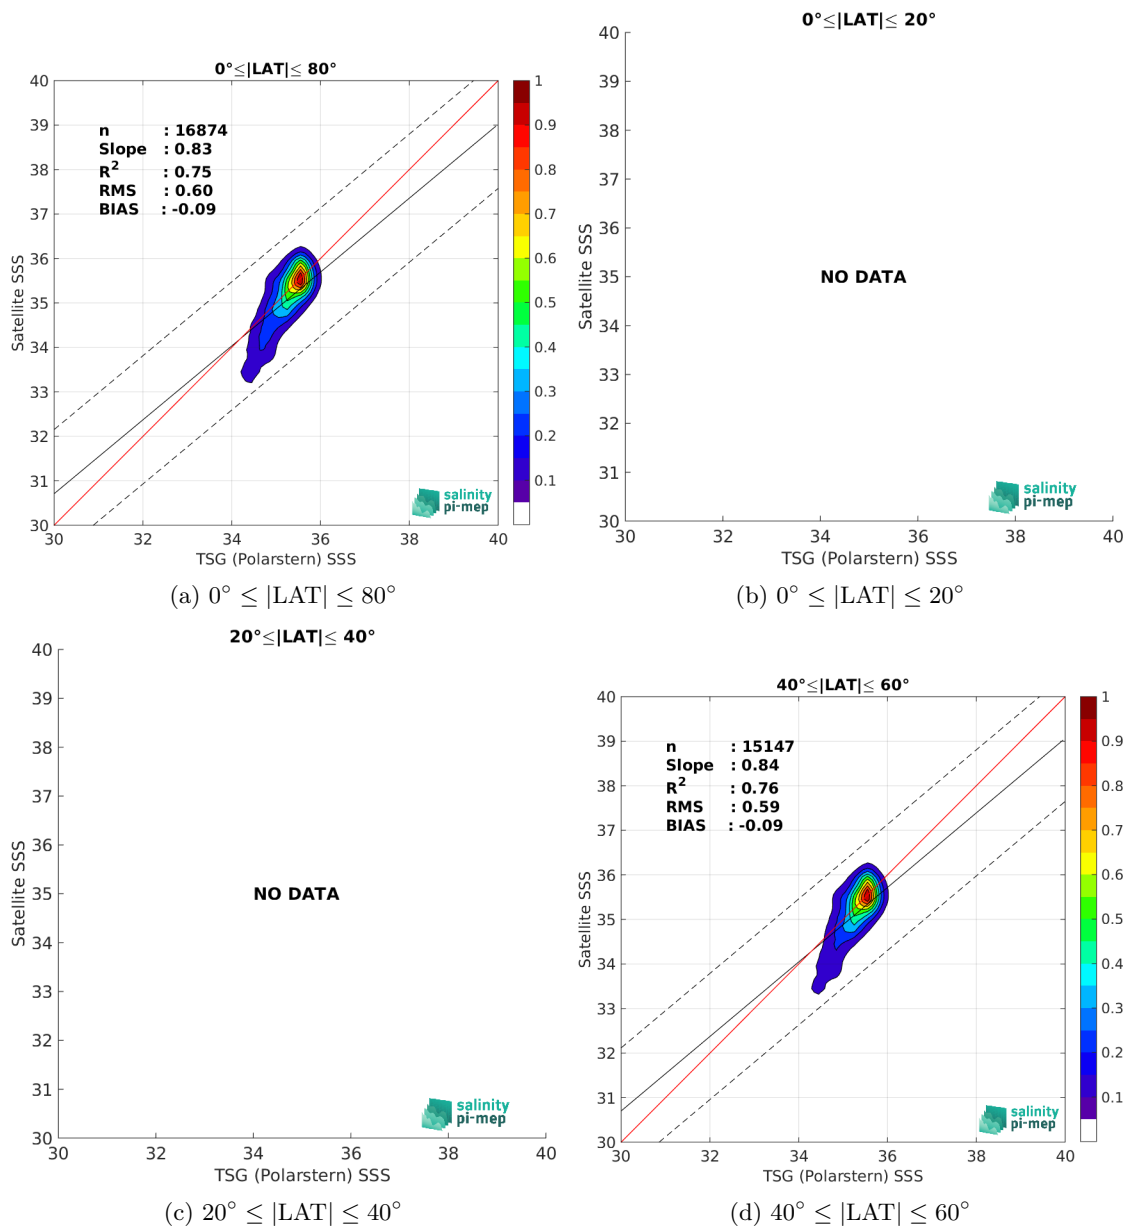 0°≤|LAT|≤ 80°
n : 16874
Slope : 0.83
R2 : 0.75
RMS : 0.60
BIAS : -0.09
40
39
38
37
36
35
34
33
32
31
30
Satellite SSS
30 32 34 36 38 40
TSG (Polarstern) SSS
1
0.9
0.8
0.7
0.6
0.5
0.4
0.3
0.2
0.1
salinity
pi-mep
(a) 0° ≤ |LAT| ≤ 80°
0°≤|LAT|≤ 20°
40
39
38
37
36
35
34
33
32
31
30
Satellite SSS
NO DATA
salinity
pi-mep
30 32 34 36 38 40
TSG (Polarstern) SSS
(b) 0° ≤ |LAT| ≤ 20°
20°≤|LAT|≤ 40°
40
39
38
37
36
35
34
33
32
31
30
Satellite SSS
NO DATA
salinity
pi-mep
30 32 34 36 38 40
TSG (Polarstern) SSS
(c) 20° ≤ |LAT| ≤ 40°
40°≤|LAT|≤ 60°
n : 15147
Slope : 0.84
R2 : 0.76
RMS : 0.59
BIAS : -0.09
40
39
38
37
36
35
34
33
32
31
30
Satellite SSS
30 32 34 36 38 40
TSG (Polarstern) SSS
1
0.9
0.8
0.7
0.6
0.5
0.4
0.3
0.2
0.1
salinity
pi-mep
(d) 40° ≤ |LAT| ≤ 60°